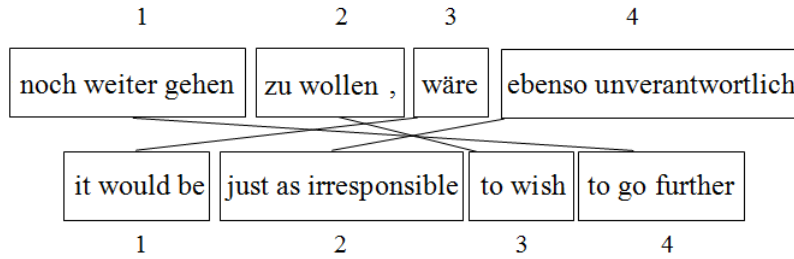 1 2 3 4
noch weiter gehen zu wollen , wäre ebenso unverantwortlich
it would be just as irresponsible to wish to go further
1 2 3 4